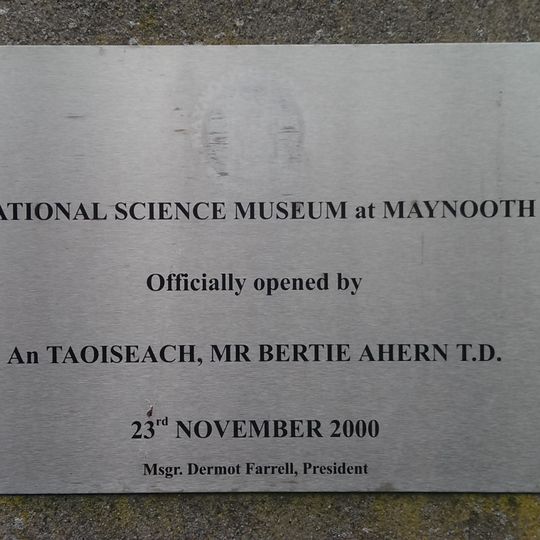 ATIONAL SCIENCE MUSEUM at MAYNOOTH
Officially opened by
An TAOISEACH, MR BERTIE AHERN T.D.
23rd NOVEMBER 2000
Msgr. Dermot Farrell, President